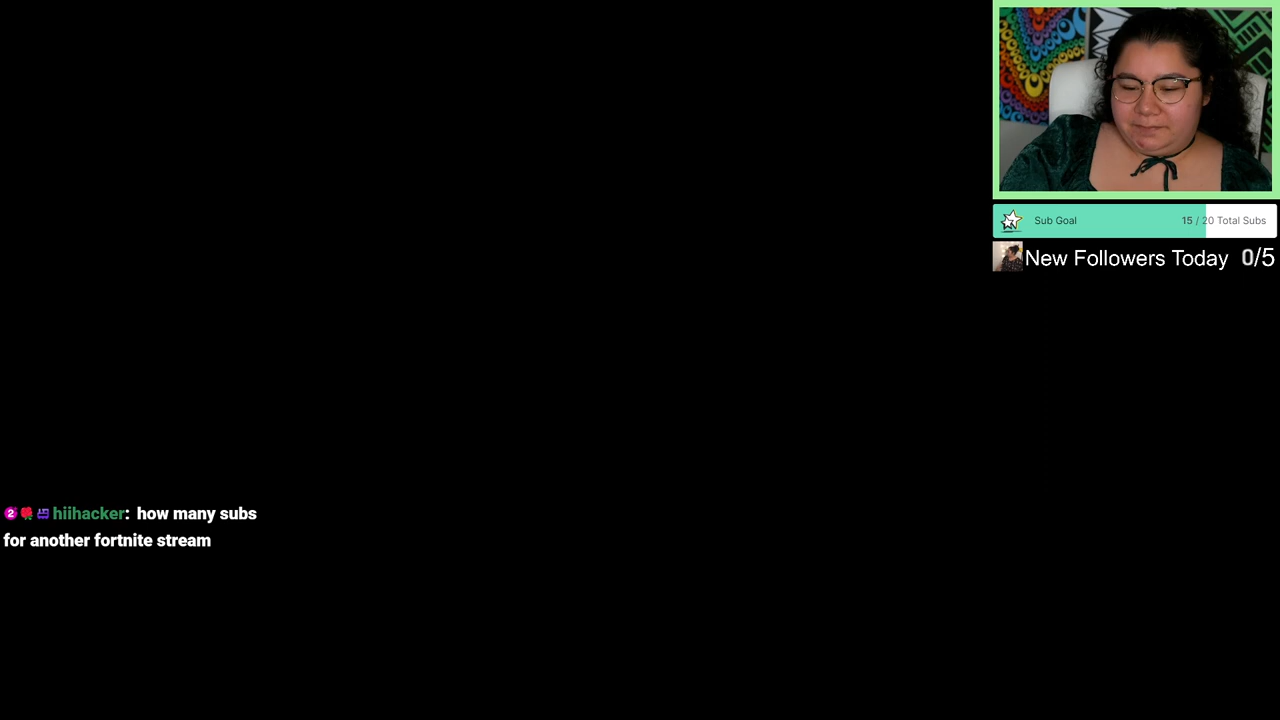 Sub Goal 15 / 20 Total Subs
New Followers Today 0/5
hiihacker: how many subs
for another fortnite stream